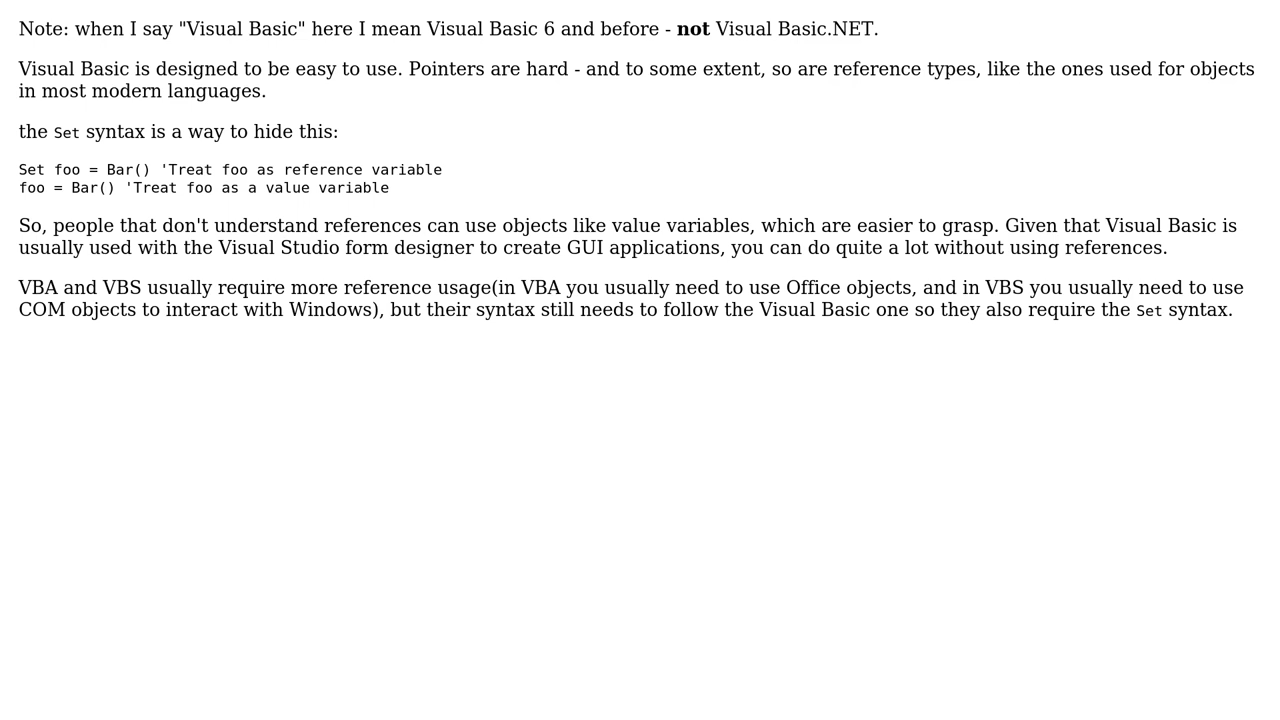 Note: when I say "Visual Basic" here I mean Visual Basic 6 and before - not Visual Basic.NET.
Visual Basic is designed to be easy to use. Pointers are hard - and to some extent, so are reference types, like the ones used for objects
in most modern languages.
the Set syntax is a way to hide this:
Set foo = Bar() 'Treat foo as reference variable
foo = Bar() 'Treat foo as a value variable
So, people that don't understand references can use objects like value variables, which are easier to grasp. Given that Visual Basic is
usually used with the Visual Studio form designer to create GUI applications, you can do quite a lot without using references.
VBA and VBS usually require more reference usage(in VBA you usually need to use Office objects, and in VBS you usually need to use
COM objects to interact with Windows), but their syntax still needs to follow the Visual Basic one so they also require the Set syntax.